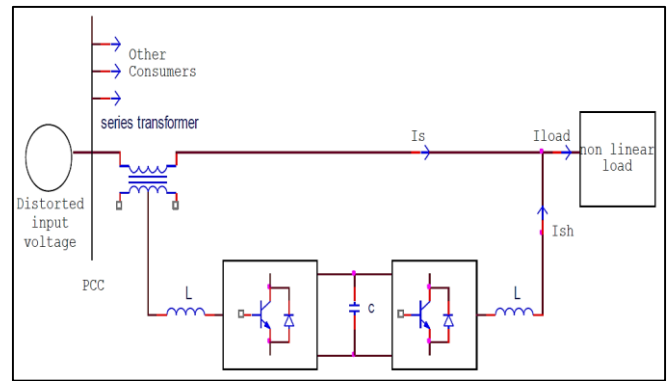 Other
Consumers
series transformer
Is
Iload
non linear
load
Distorted
input
voltage
Ish
PCC
L
C
L